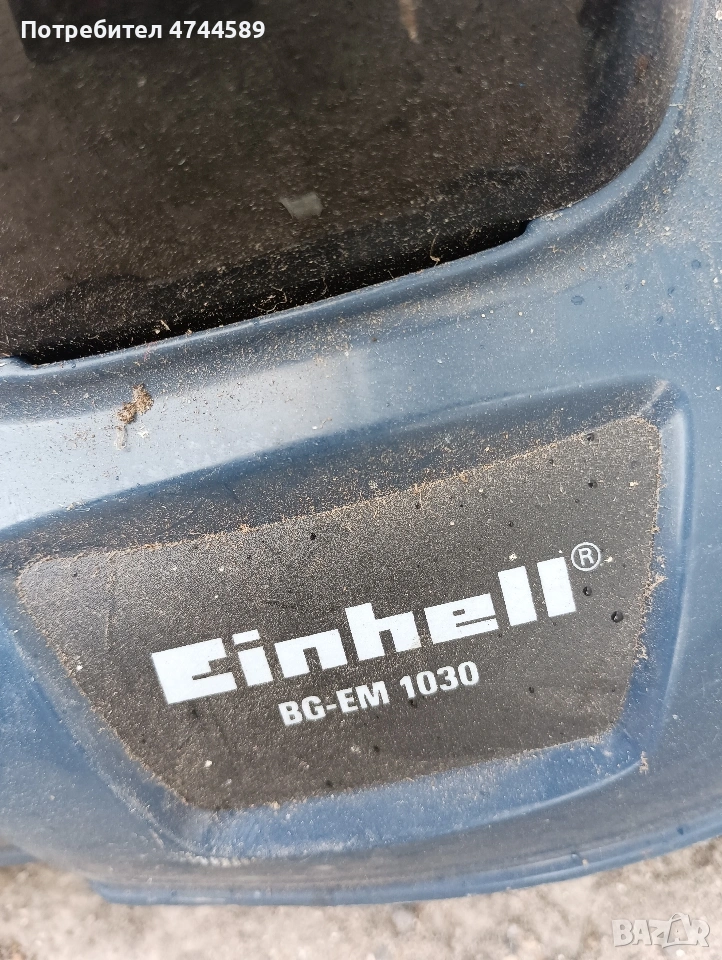 Потребител 4744589
Einhell®
BG-EM 1030
BAZAR